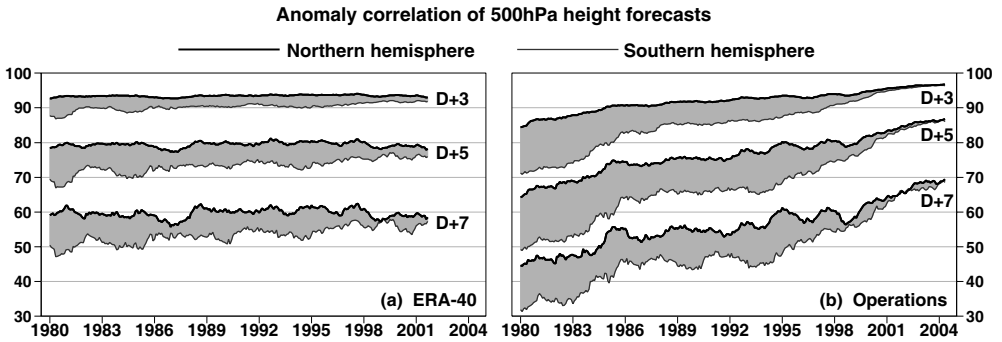 Anomaly correlation of 500hPa height forecasts
Northern hemisphere Southern hemisphere
100 100
90 90
80 80
70 70
60 60
50 50
40 40
30 30
D+3
D+5
D+7
(a) ERA-40
D+3
D+5
D+7
(b) Operations
1980 1983 1986 1989 1992 1995 1998 2001 2004
1980 1983 1986 1989 1992 1995 1998 2001 2004